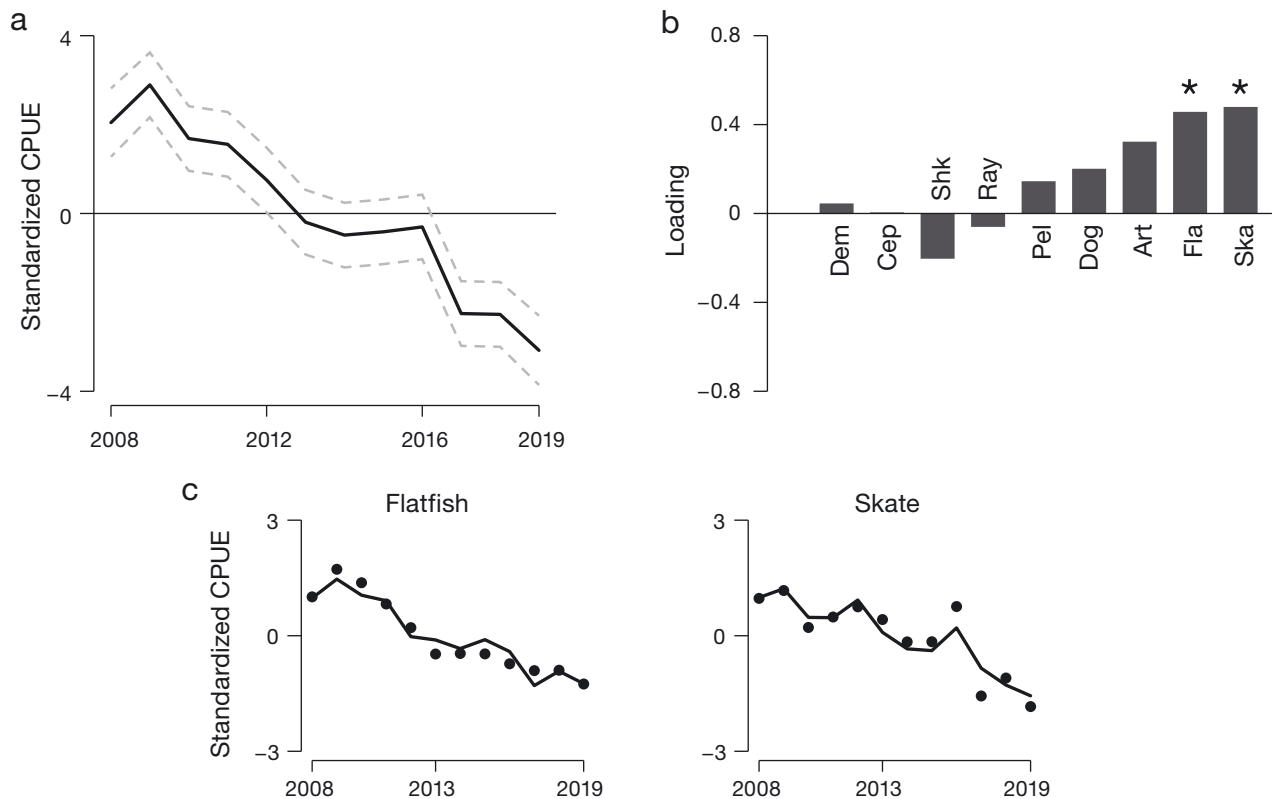 a
4
0
−4
Standardized CPUE
2008 2012 2016 2019
b
0.8
0.4
0
−0.4
−0.8
Loading
* *
Dem Cep Shk Ray Pel Dog Art Fla Ska
c
Flatfish
3
0
−3
Standardized CPUE
2008 2013 2019
Skate
3
0
−3
2008 2013 2019